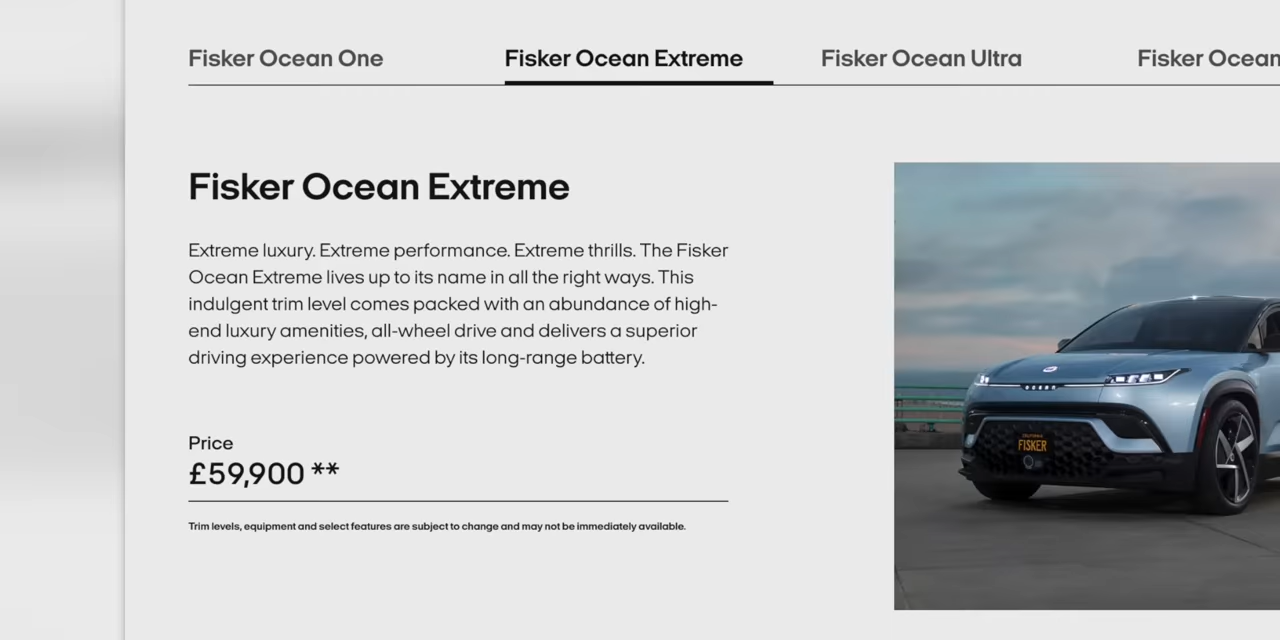 Fisker Ocean One
Fisker Ocean Extreme
Fisker Ocean Ultra
Fisker Ocean
Fisker Ocean Extreme
Extreme luxury. Extreme performance. Extreme thrills. The Fisker
Ocean Extreme lives up to its name in all the right ways. This
indulgent trim level comes packed with an abundance of high-
end luxury amenities, all-wheel drive and delivers a superior
driving experience powered by its long-range battery.
Price
£59,900 **
Trim levels, equipment and select features are subject to change and may not be immediately available.
CALIFORNIA
FISKER